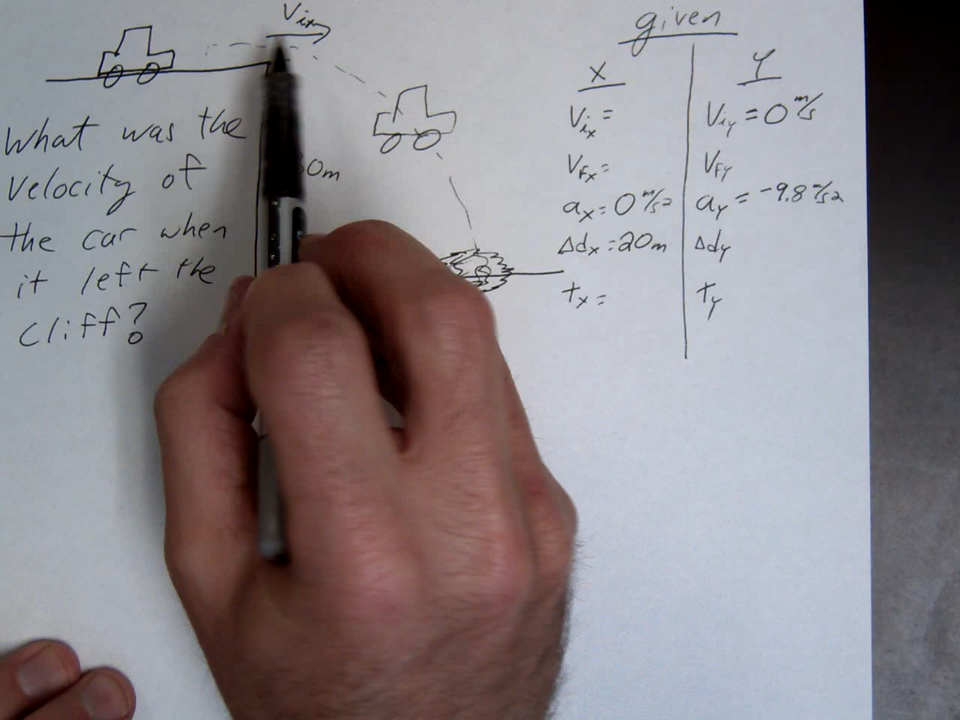 Vix
What was the
velocity of
the car when
it left the
cliff?
given
X
Y
Vix =
Viy = 0 m/s
Vfx =
Vfy
ax = 0 m/s2
ay = -9.8 m/s2
Δdx = 20m
Δdy
tx =
ty